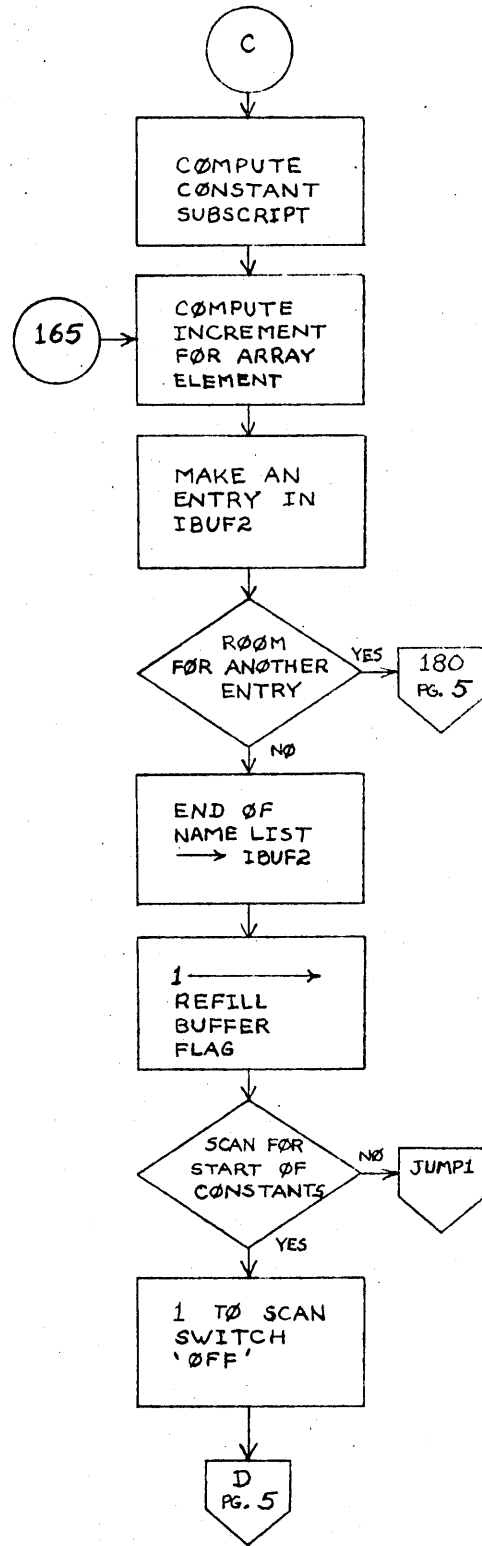 C
CØMPUTE
CØNSTANT
SUBSCRIPT
165
CØMPUTE
INCREMENT
FØR ARRAY
ELEMENT
MAKE AN
ENTRY IN
IBUF2
RØØM
FØR ANØTHER
ENTRY
YES
180
PG. 5
NØ
END ØF
NAME LIST
→ IBUF2
1 →
REFILL
BUFFER
FLAG
SCAN FØR
START ØF
CØNSTANTS
NØ
JUMP1
YES
1 TØ SCAN
SWITCH
'ØFF'
D
PG. 5